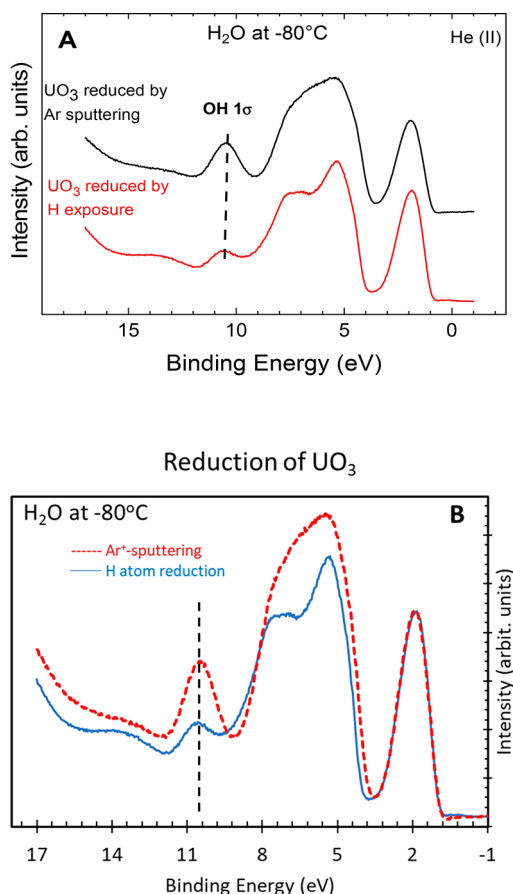 A
H₂O at -80°C
He (II)
UO₃ reduced by
Ar sputtering
OH 1σ
UO₃ reduced by
H exposure
Intensity (arb. units)
15 10 5 0
Binding Energy (eV)
Reduction of UO₃
H₂O at -80°C
B
Ar⁺-sputtering
H atom reduction
Intensity (arbit. units)
17 14 11 8 5 2 -1
Binding Energy (eV)